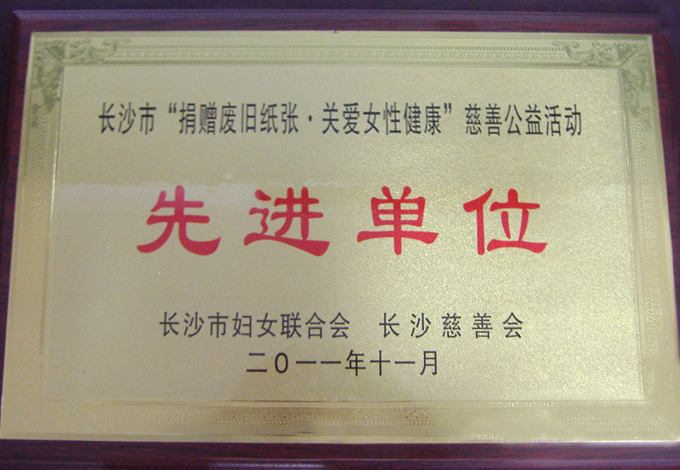 长沙市“捐赠废旧纸张·关爱女性健康”慈善公益活动
先进单位
长沙市妇女联合会 长沙慈善会
二〇一一年十一月